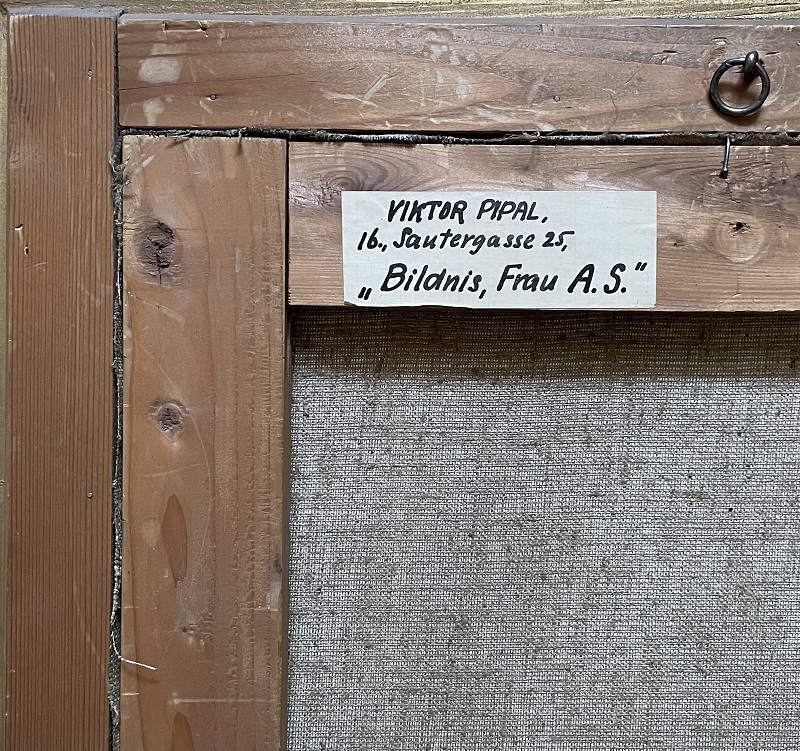 VIKTOR PIPAL,
16., Sautergasse 25,
„Bildnis, Frau A.S.“